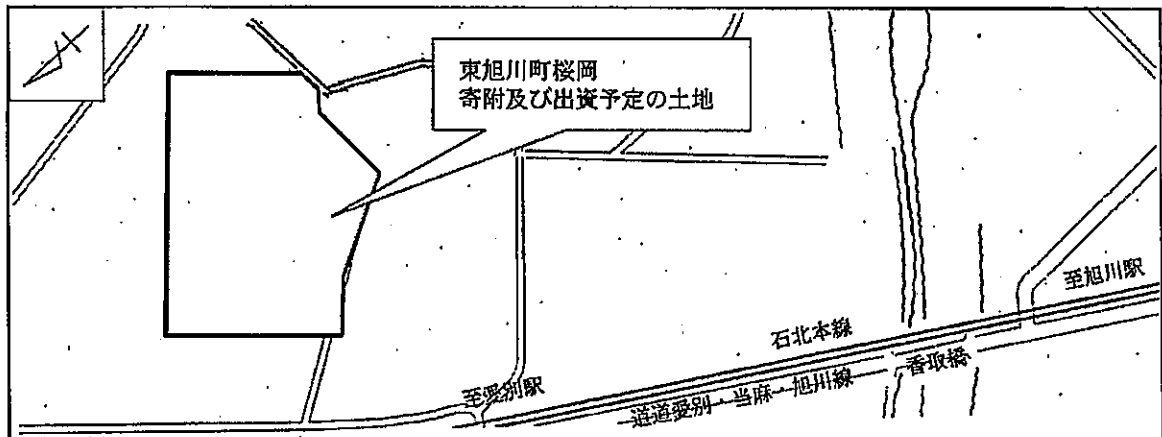 東旭川町桜岡
寄附及び出資予定の土地
至旭川駅
石北本線
香取橋
至愛別駅
道道愛別・当麻・旭川線